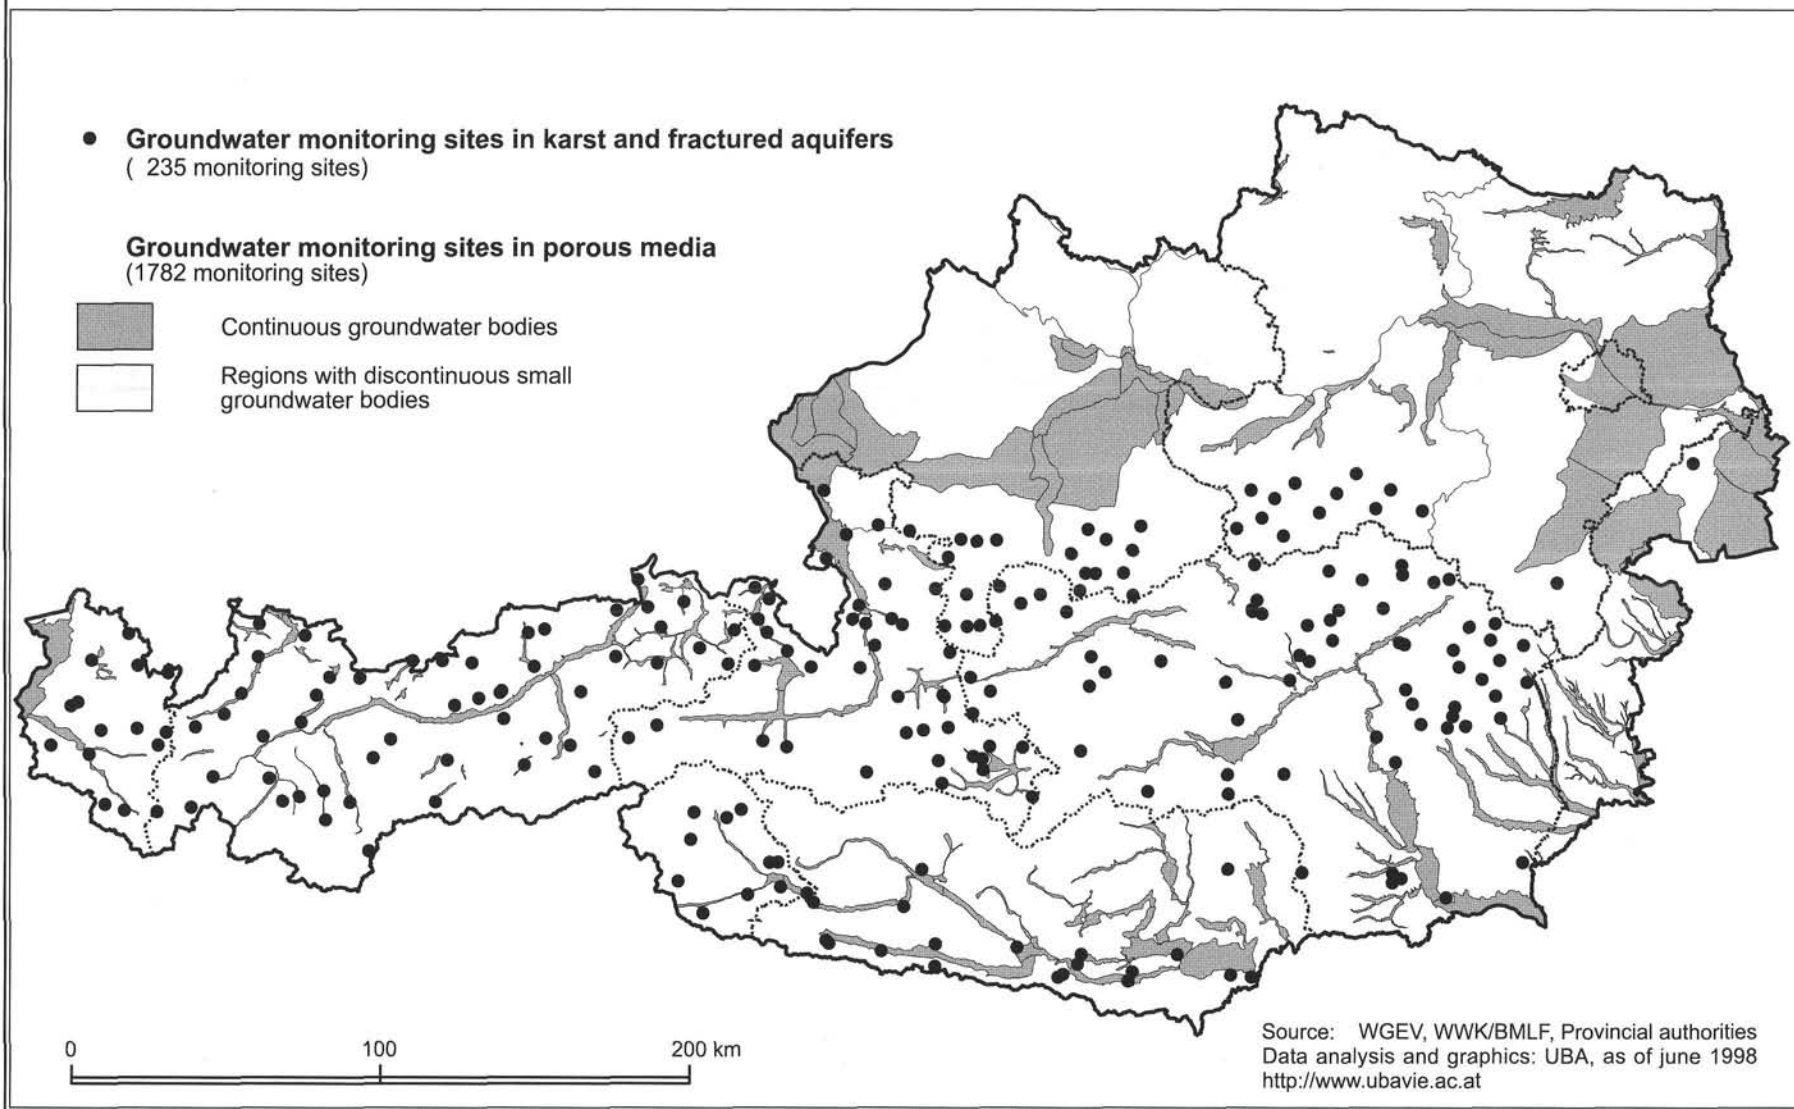 Groundwater monitoring sites in karst and fractured aquifers
( 235 monitoring sites)
Groundwater monitoring sites in porous media
(1782 monitoring sites)
Continuous groundwater bodies
Regions with discontinuous small
groundwater bodies
0 100 200 km
Source: WGEV, WWK/BMLF, Provincial authorities
Data analysis and graphics: UBA, as of june 1998
http://www.ubavie.ac.at